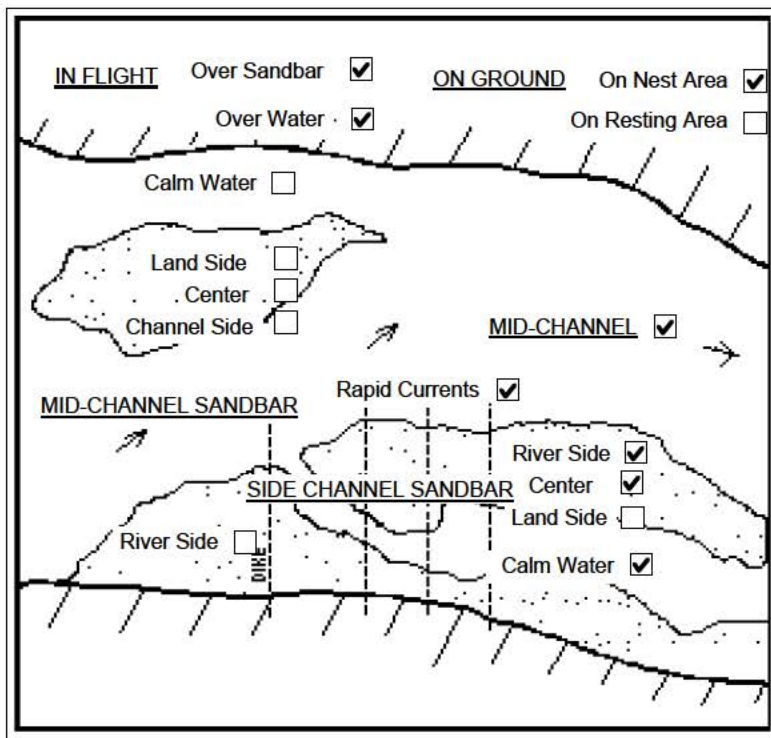 IN FLIGHT Over Sandbar ON GROUND On Nest Area
Over Water On Resting Area
Calm Water
Land Side
Center
Channel Side
MID-CHANNEL
Rapid Currents
MID-CHANNEL SANDBAR
River Side
SIDE CHANNEL SANDBAR Center
Land Side
River Side
DIKE
Calm Water